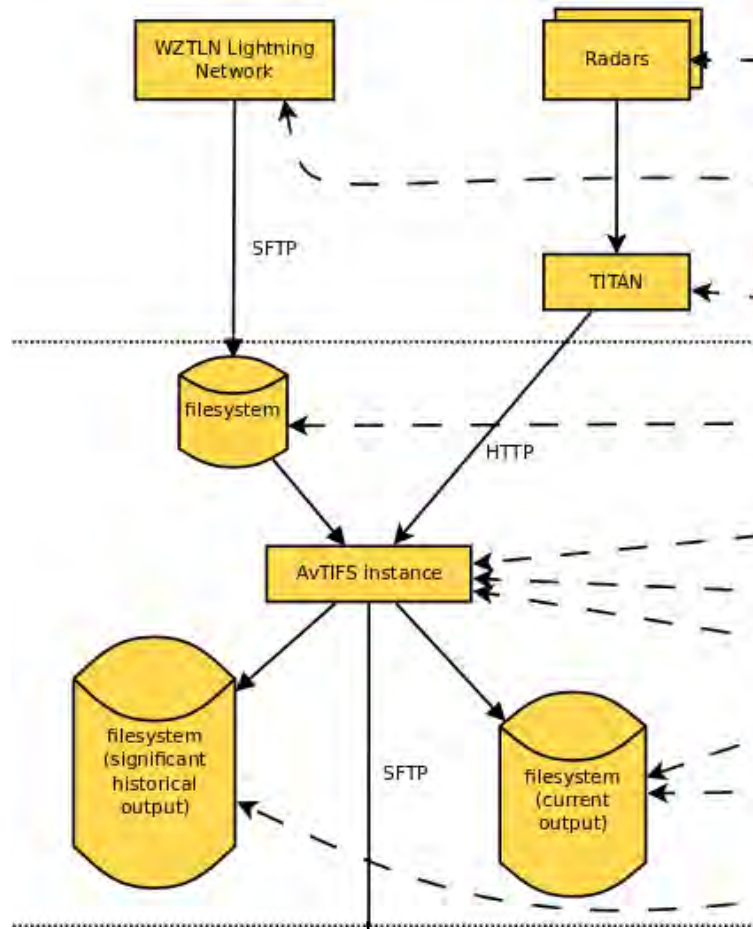 WZTLN Lightning
Network
Radars
SFTP
TITAN
filesystem
HTTP
AvTIFS instance
filesystem
(significant
historical
output)
SFTP
filesystem
(current
output)